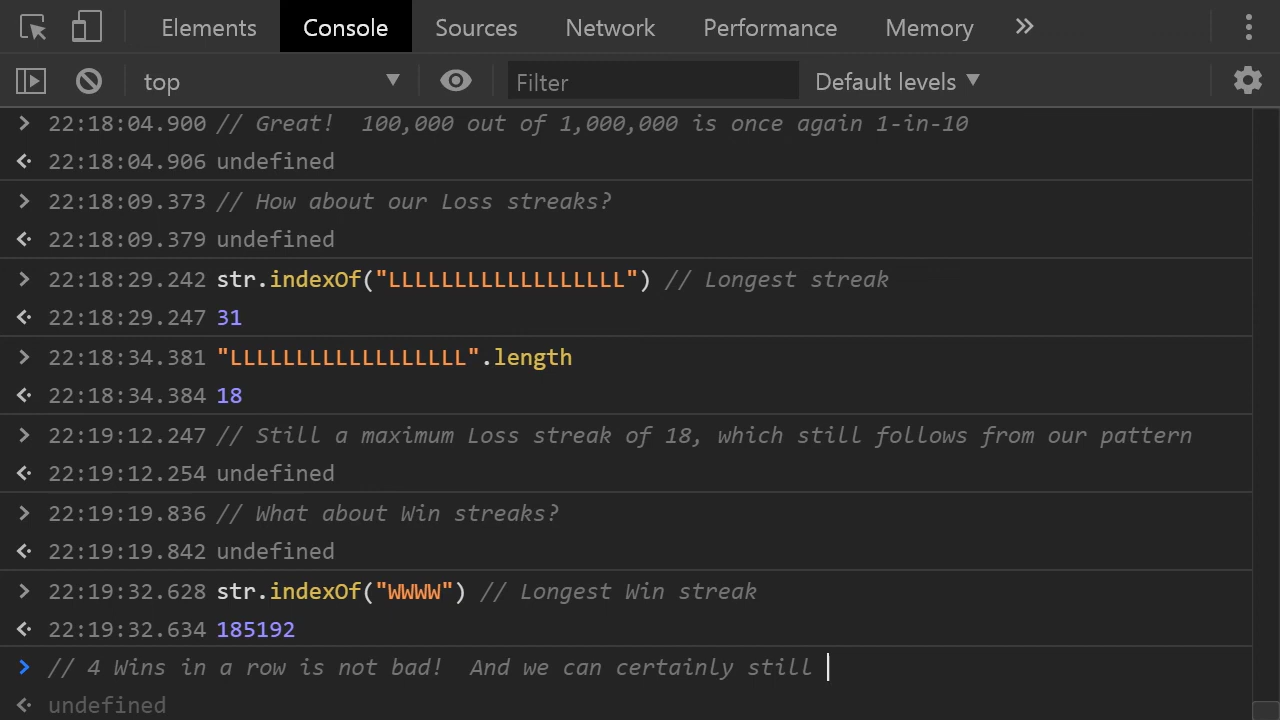 Elements Console Sources Network Performance Memory
top Filter Default levels
22:18:04.900 // Great!  100,000 out of 1,000,000 is once again 1-in-10
22:18:04.906 undefined
22:18:09.373 // How about our Loss streaks?
22:18:09.379 undefined
22:18:29.242 str.indexOf("LLLLLLLLLLLLLLLLLL") // Longest streak
22:18:29.247 31
22:18:34.381 "LLLLLLLLLLLLLLLLLL".length
22:18:34.384 18
22:19:12.247 // Still a maximum Loss streak of 18, which still follows from our pattern
22:19:12.254 undefined
22:19:19.836 // What about Win streaks?
22:19:19.842 undefined
22:19:32.628 str.indexOf("WWWW") // Longest Win streak
22:19:32.634 185192
// 4 Wins in a row is not bad!  And we can certainly still
undefined